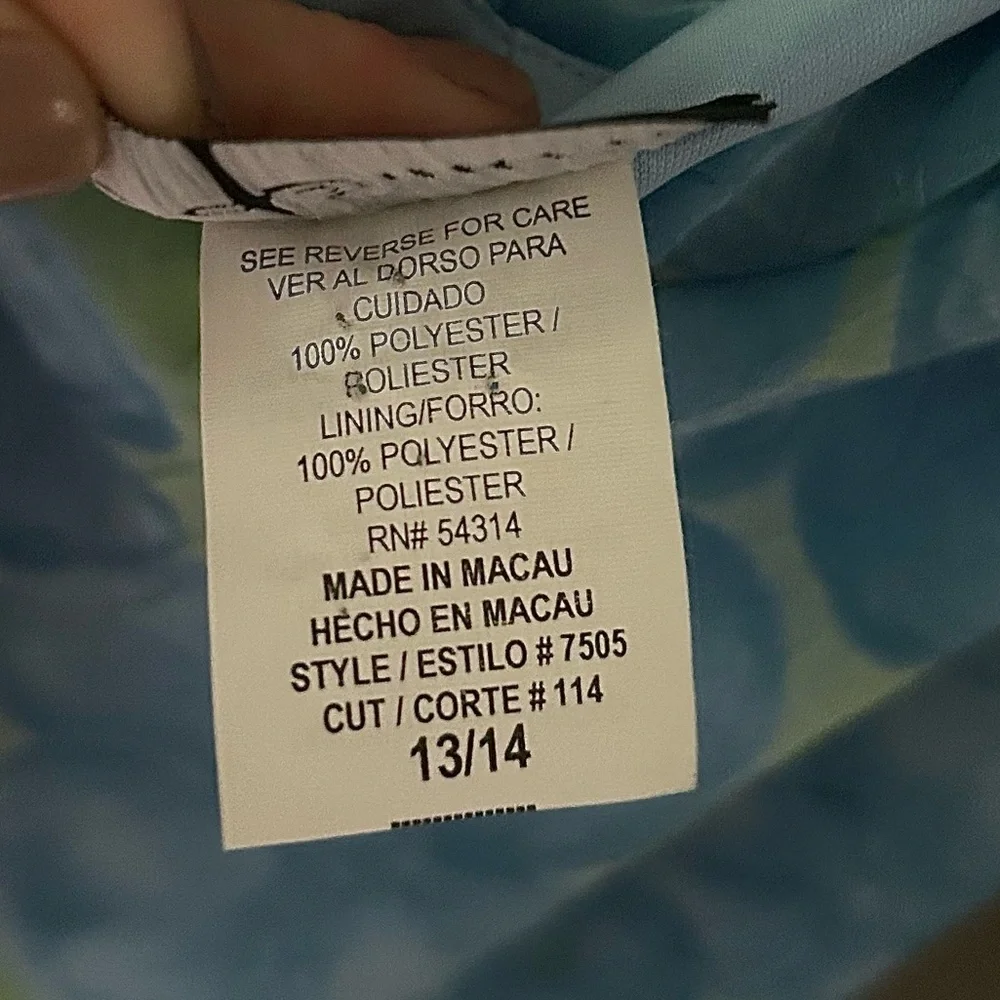 SEE REVERSE FOR CARE
VER AL DORSO PARA
CUIDADO
100% POLYESTER /
POLIESTER
LINING/FORRO:
100% POLYESTER /
POLIESTER
RN# 54314
MADE IN MACAU
HECHO EN MACAU
STYLE / ESTILO # 7505
CUT / CORTE # 114
13/14